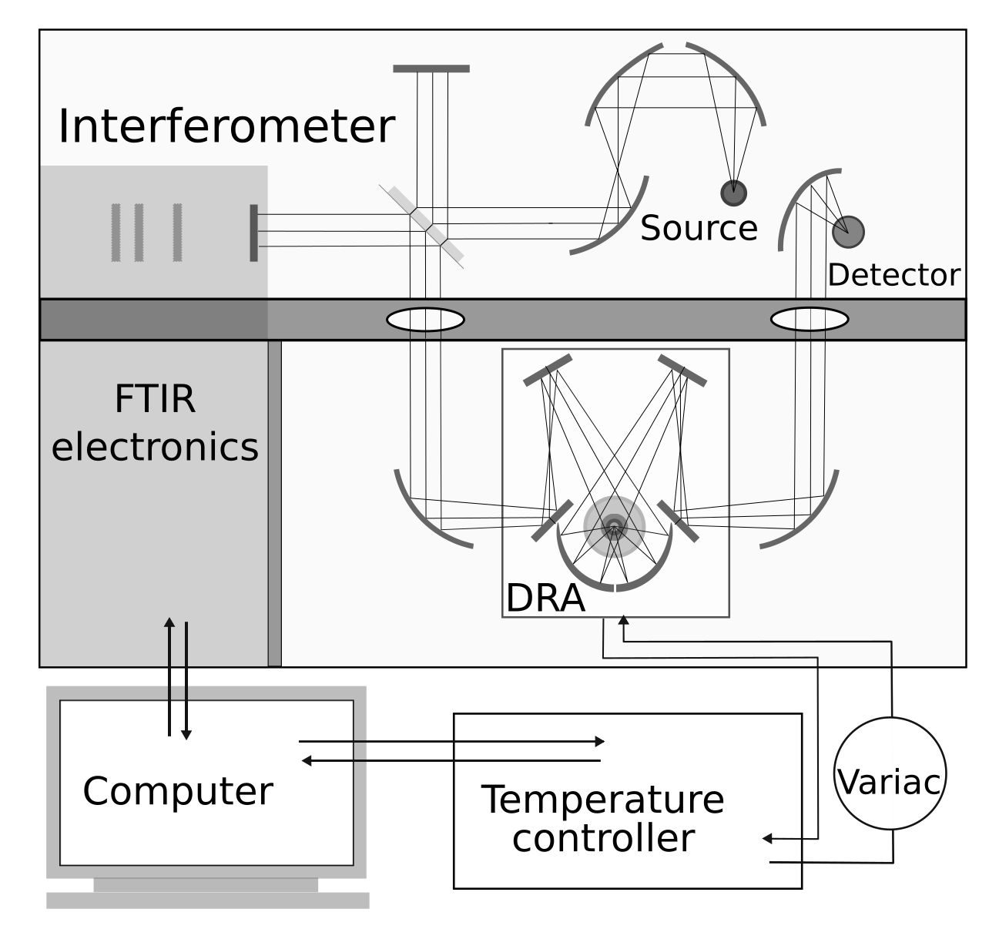 Interferometer
Source
Detector
FTIR
electronics
DRA
Computer
Temperature
controller
Variac